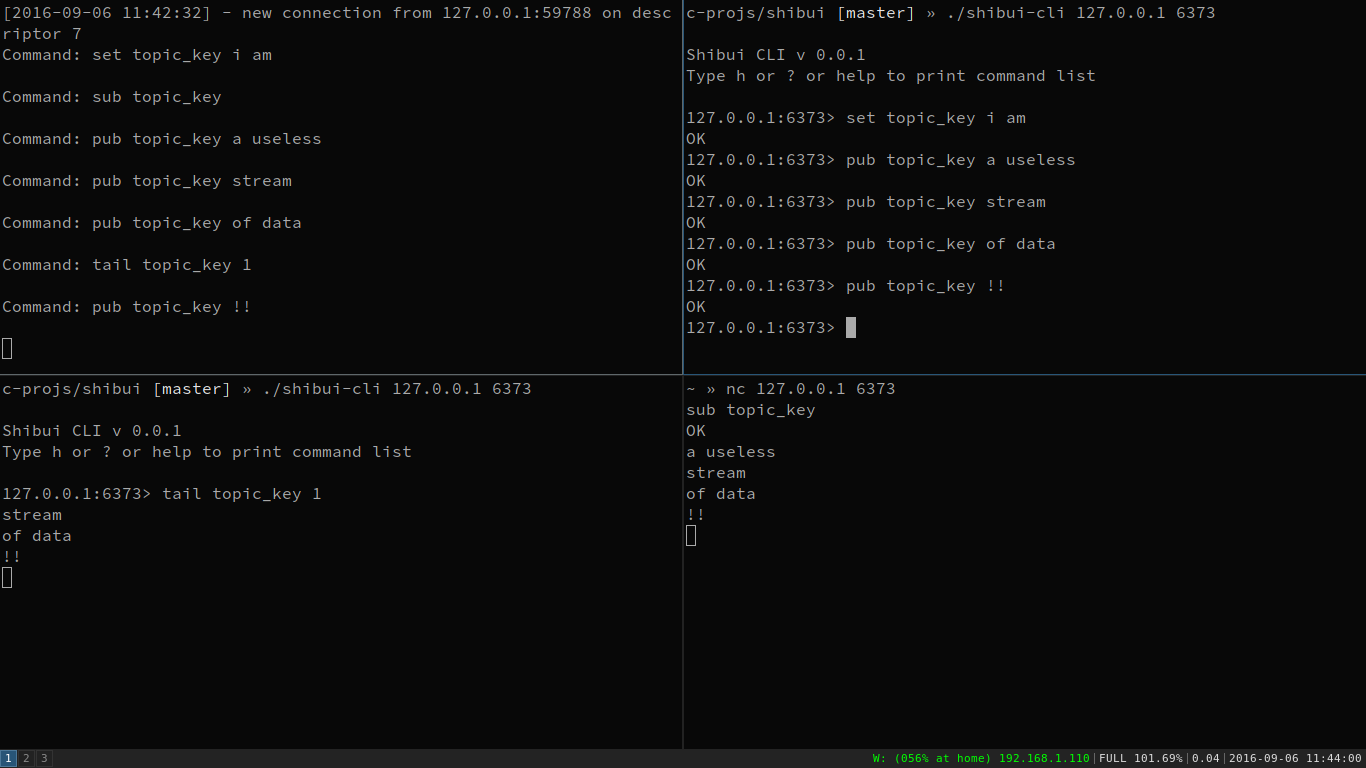 [2016-09-06 11:42:32] - new connection from 127.0.0.1:59788 on desc
riptor 7
Command: set topic_key i am
Command: sub topic_key
Command: pub topic_key a useless
Command: pub topic_key stream
Command: pub topic_key of data
Command: tail topic_key 1
Command: pub topic_key !!
c-projs/shibui [master] » ./shibui-cli 127.0.0.1 6373
Shibui CLI v 0.0.1
Type h or ? or help to print command list
127.0.0.1:6373> set topic_key i am
OK
127.0.0.1:6373> pub topic_key a useless
OK
127.0.0.1:6373> pub topic_key stream
OK
127.0.0.1:6373> pub topic_key of data
OK
127.0.0.1:6373> pub topic_key !!
OK
127.0.0.1:6373>
c-projs/shibui [master] » ./shibui-cli 127.0.0.1 6373
Shibui CLI v 0.0.1
Type h or ? or help to print command list
127.0.0.1:6373> tail topic_key 1
stream
of data
!!
~ » nc 127.0.0.1 6373
sub topic_key
OK
a useless
stream
of data
!!
1 2 3
W: (056% at home) 192.168.1.110|FULL 101.69%|0.04|2016-09-06 11:44:00